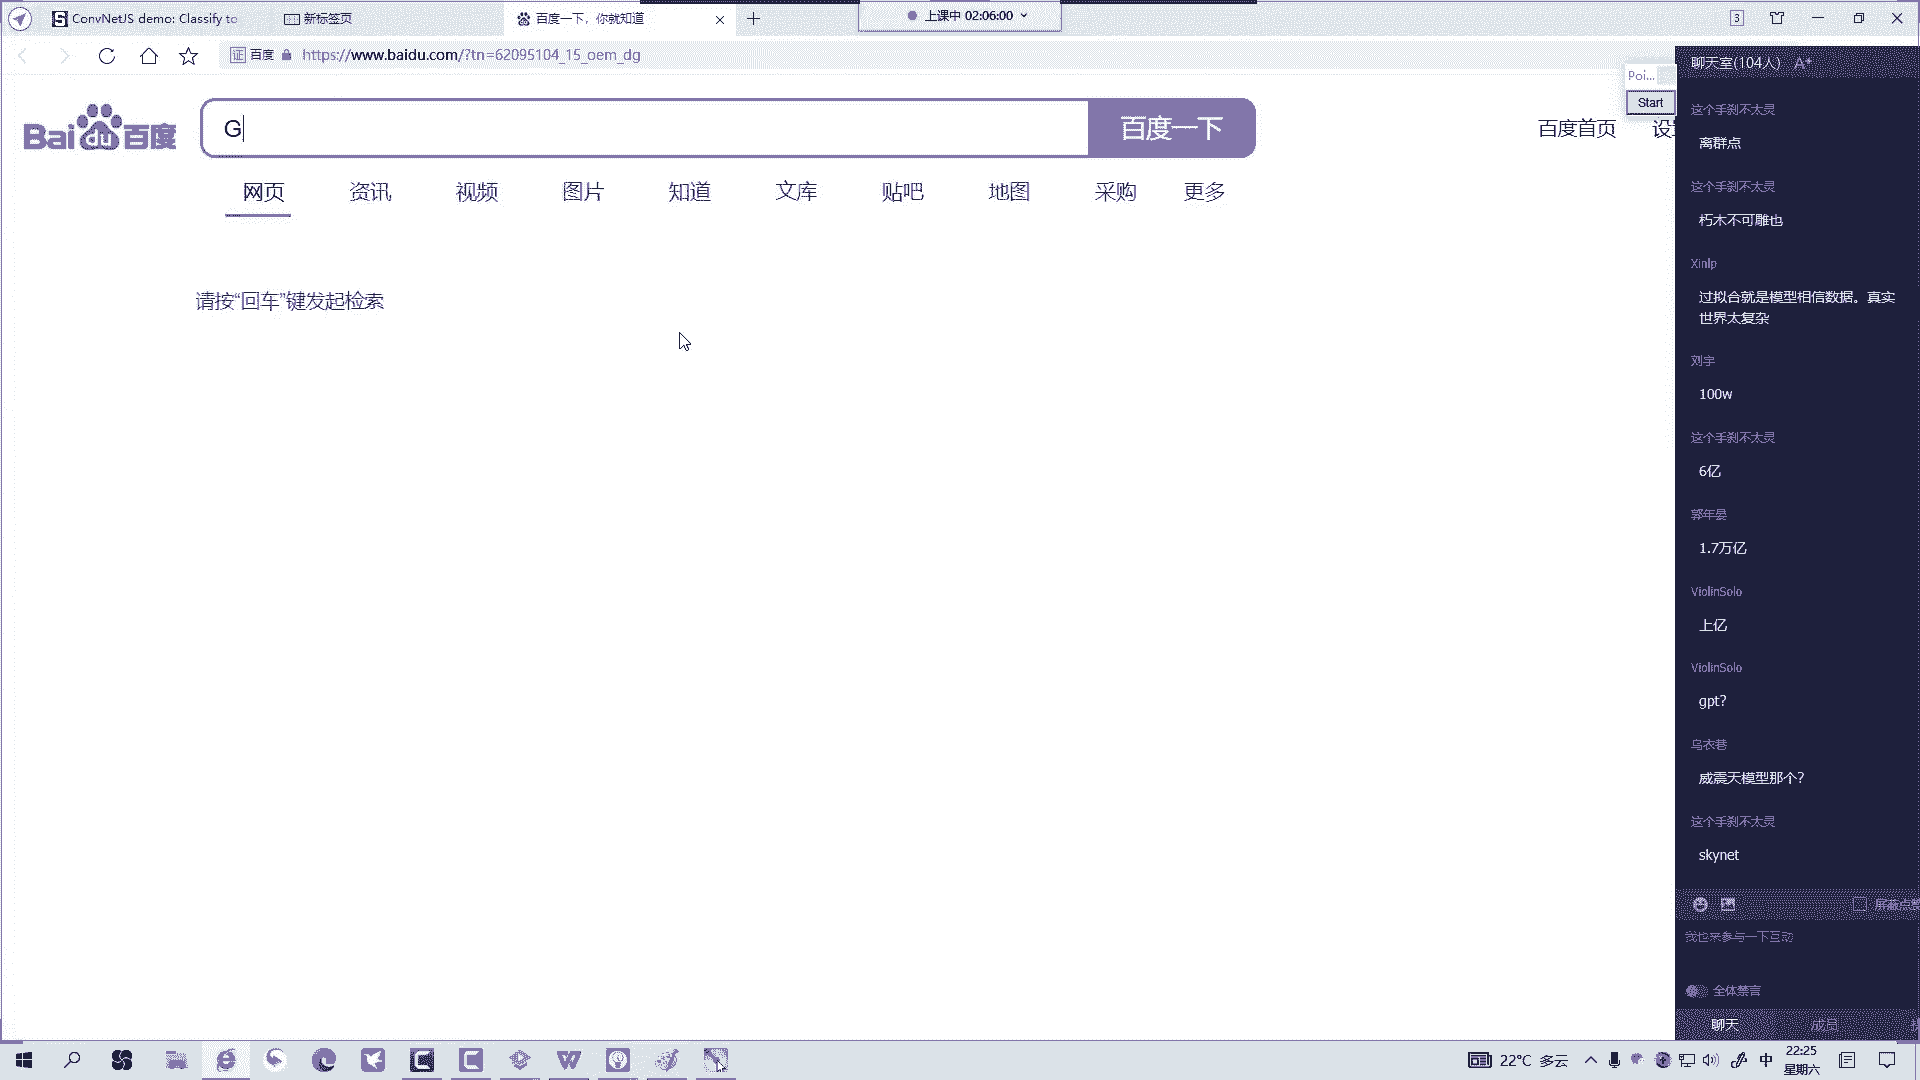 ConvNetJS demo: Classify to
新标签页
百度一下，你就知道
上课中 02:06:00
3
证 百度 https://www.baidu.com/?tn=62095104_15_oem_dg
聊天室(104人) A+
Poi...
Start
Bai du 百度
G
百度一下
百度首页
网页 资讯 视频 图片 知道 文库 贴吧 地图 采购 更多
请按“回车”键发起检索
这个手刹不太灵
离群点
这个手刹不太灵
朽木不可雕也
Xinlp
过拟合就是模型相信数据。真实
世界太复杂
刘宇
100w
这个手刹不太灵
6亿
郭年晏
1.7万亿
ViolinSolo
上亿
ViolinSolo
gpt?
乌衣巷
威震天模型那个?
这个手刹不太灵
skynet
屏蔽点赞
我也来参与一下互动
全体禁言
聊天 成员
22°C 多云
中
22:25
星期六